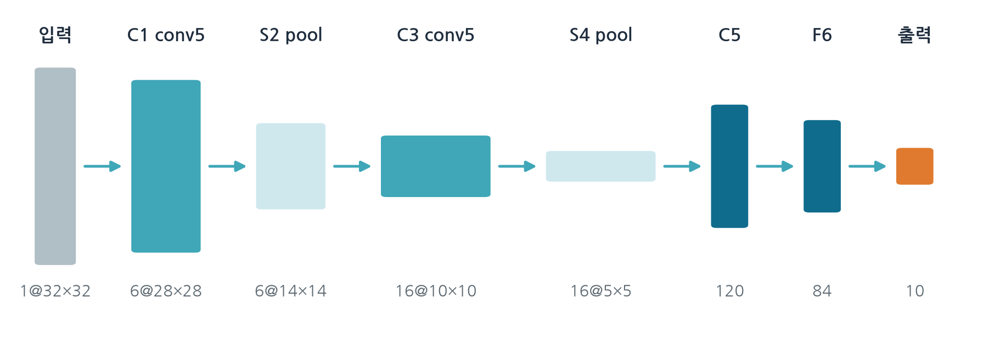 입력
C1 conv5
S2 pool
C3 conv5
S4 pool
C5
F6
출력
1@32×32
6@28×28
6@14×14
16@10×10
16@5×5
120
84
10